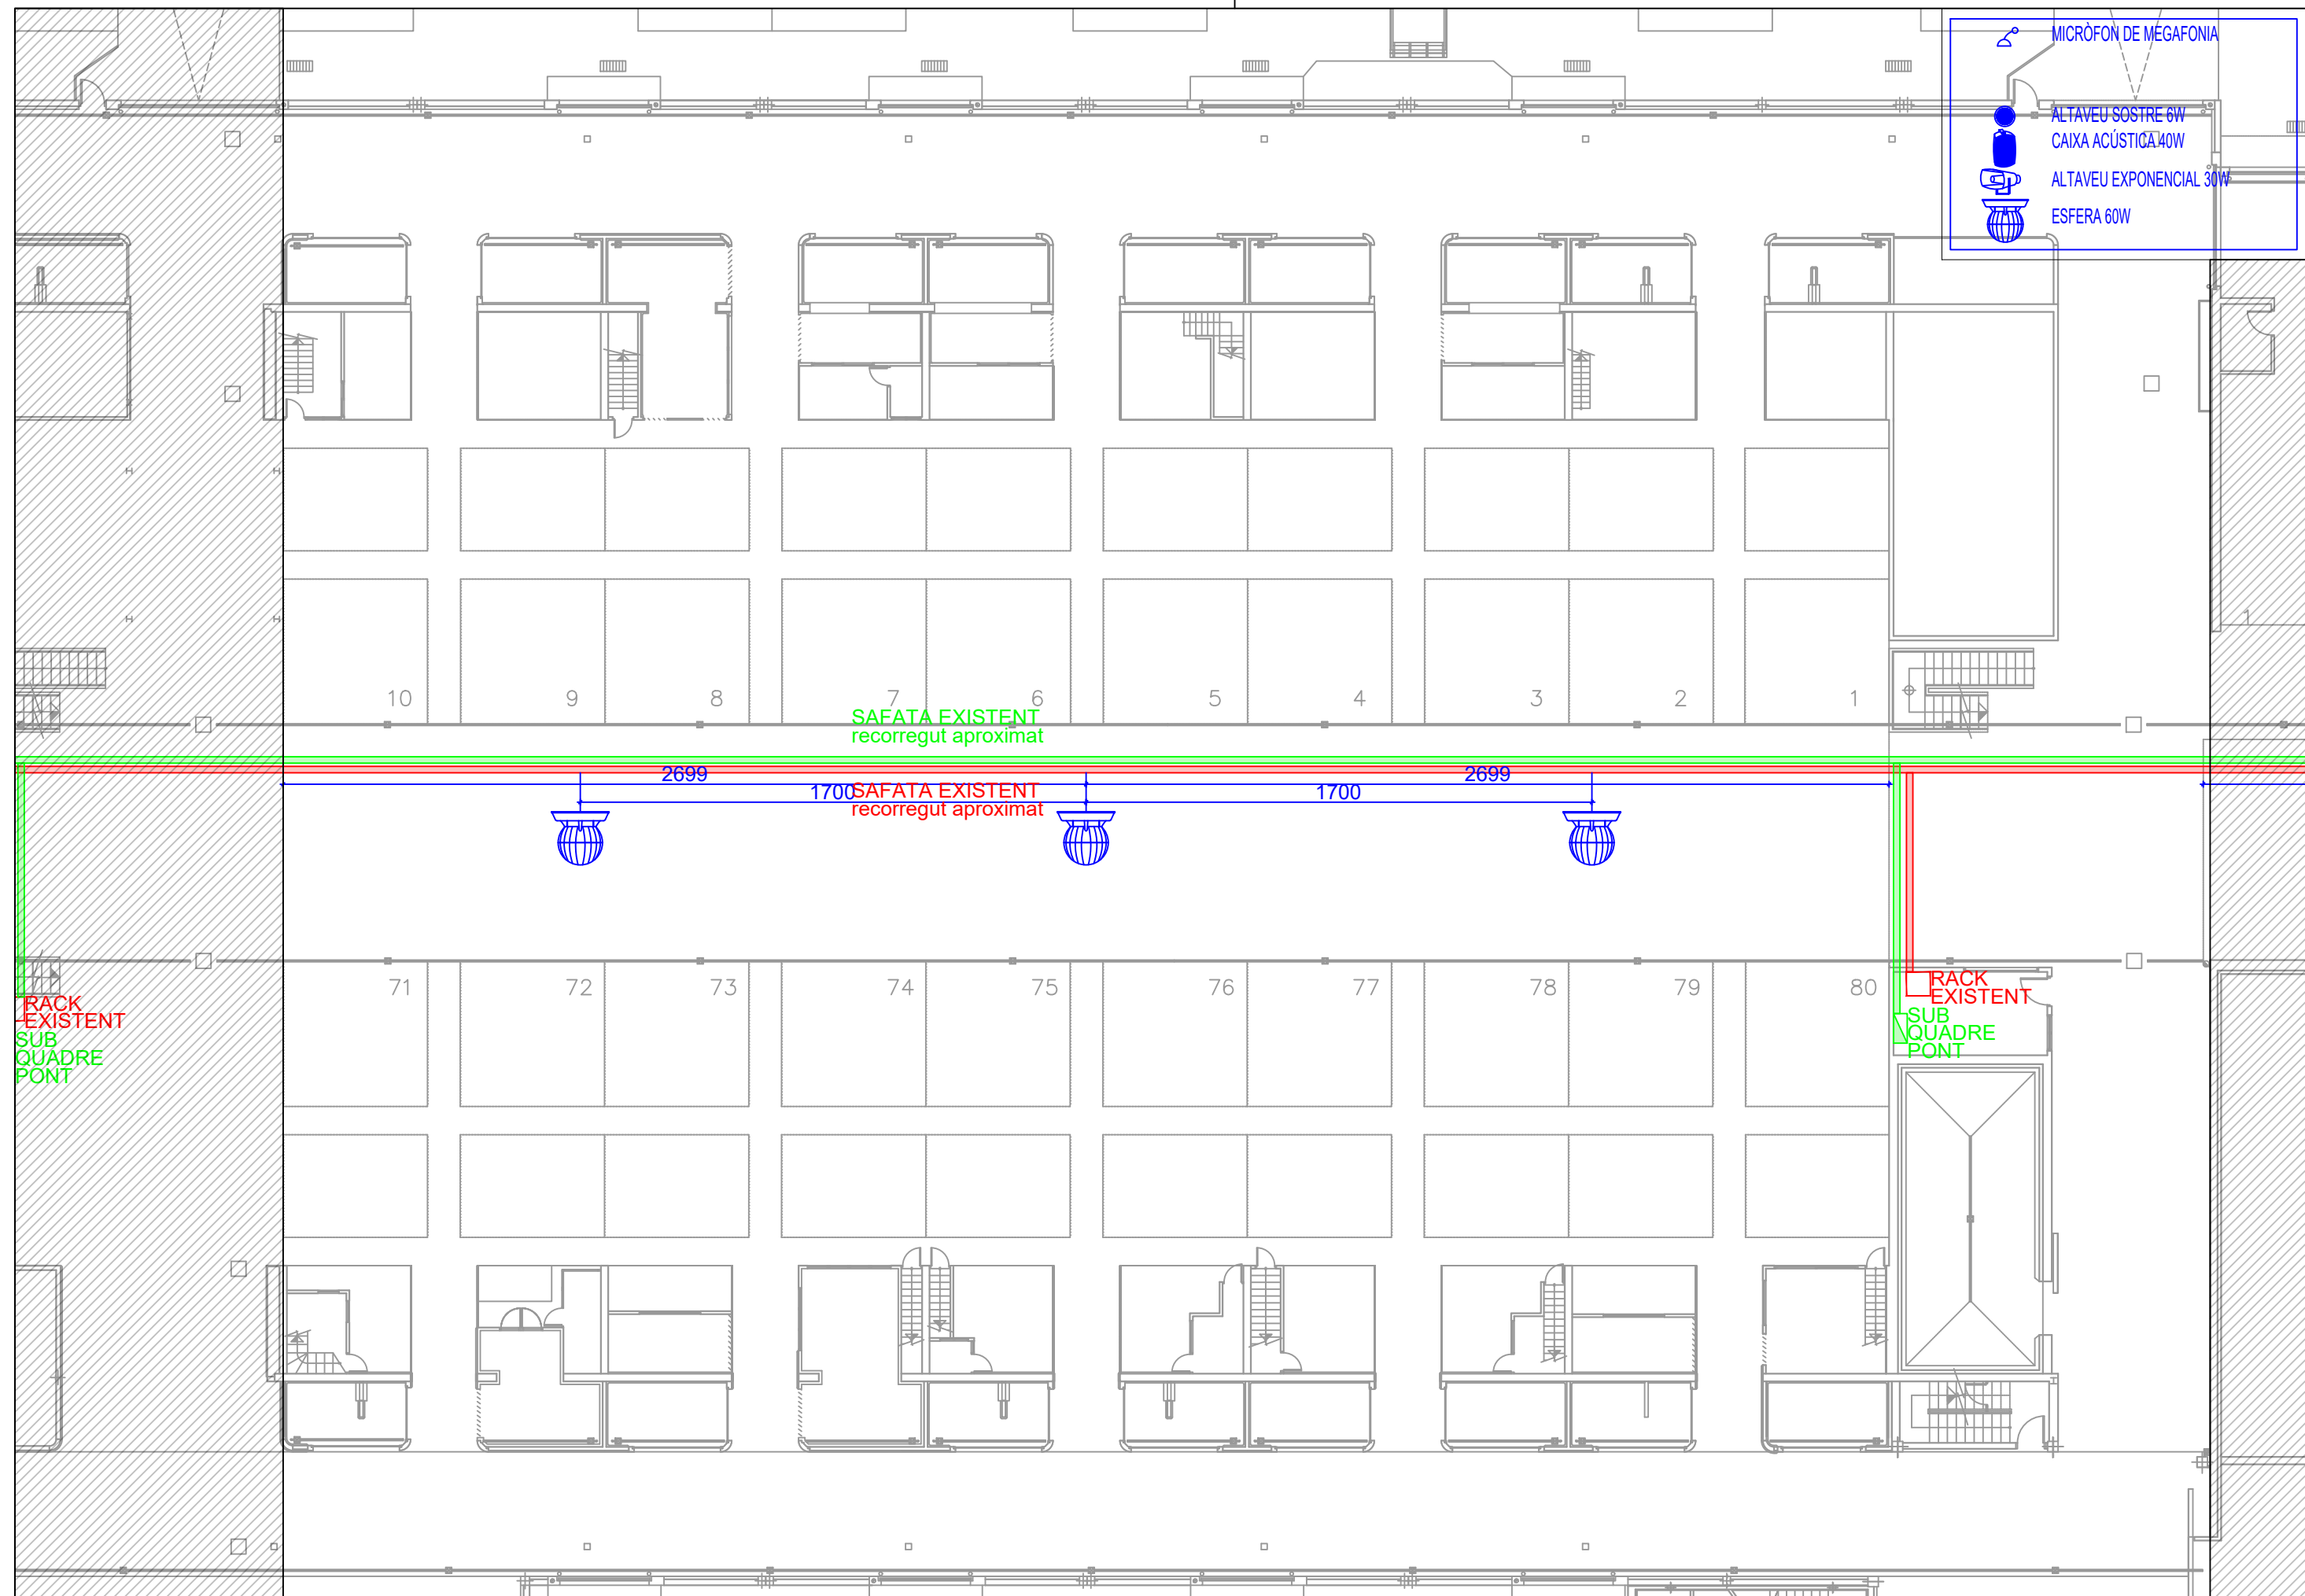 MICRÒFON DE MEGAFONIA
ALTAVEU SOSTRE 6W
CAIXA ACÚSTICA 40W
ALTAVEU EXPONENCIAL 30W
ESFERA 60W
1
10 9 8 7 6 5 4 3 2 1
SAFATA EXISTENT
recorregut aproximat
2699 2699
1700 1700
SAFATA EXISTENT
recorregut aproximat
71 72 73 74 75 76 77 78 79 80
RACK
EXISTENT
SUB
QUADRE
PONT
RACK
EXISTENT
SUB
QUADRE
PONT